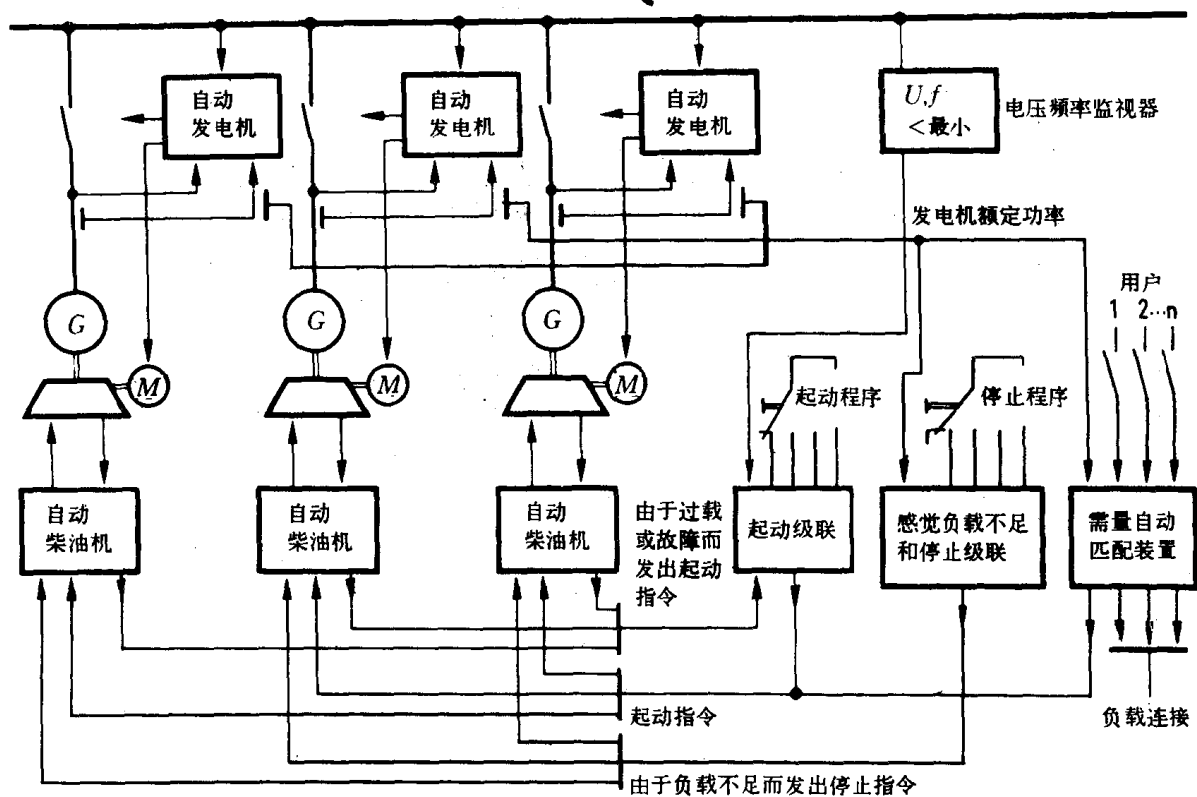 自动
发电机
自动
发电机
自动
发电机
U,f
<最小
电压频率监视器
发电机额定功率
用户
1 2…n
G
G
G
M
M
M
起动程序
停止程序
自动
柴油机
自动
柴油机
自动
柴油机
由于过载
或故障而
发出起动
指令
起动级联
感觉负载不足
和停止级联
需量自动
匹配装置
起动指令
负载连接
由于负载不足而发出停止指令